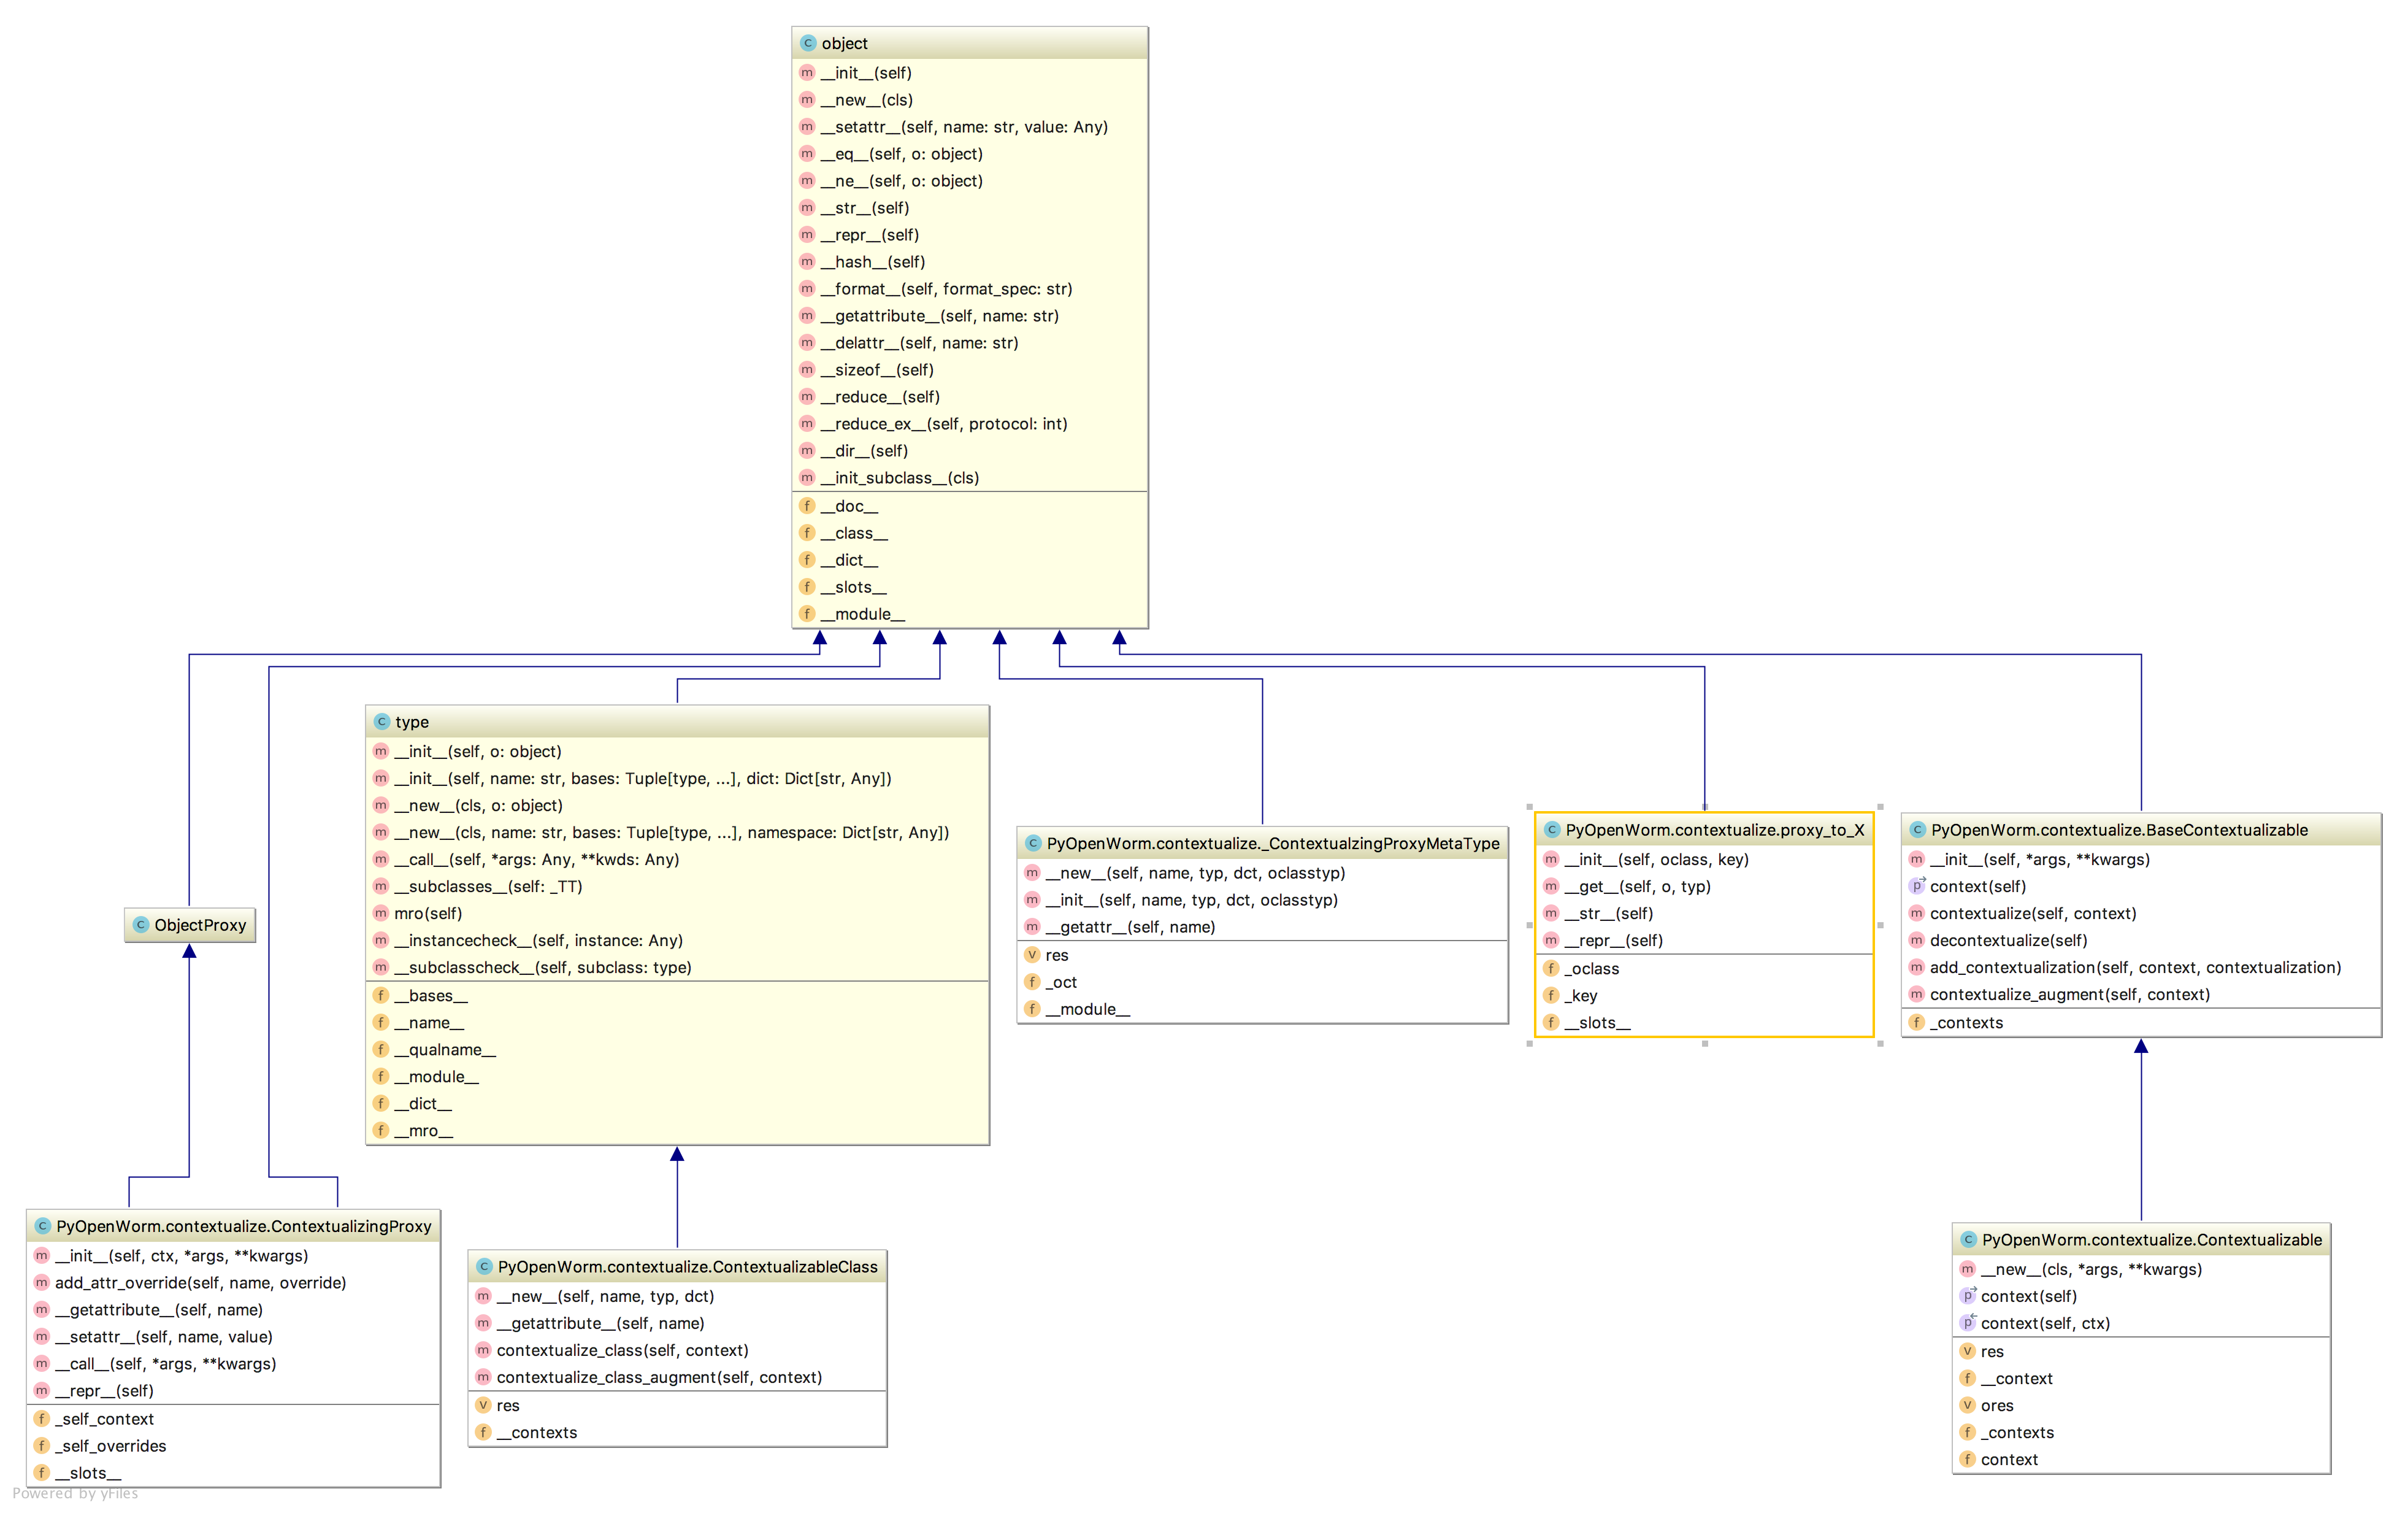 object
__init__(self)
__new__(cls)
__setattr__(self, name: str, value: Any)
__eq__(self, o: object)
__ne__(self, o: object)
__str__(self)
__repr__(self)
__hash__(self)
__format__(self, format_spec: str)
__getattribute__(self, name: str)
__delattr__(self, name: str)
__sizeof__(self)
__reduce__(self)
__reduce_ex__(self, protocol: int)
__dir__(self)
__init_subclass__(cls)
__doc__
__class__
__dict__
__slots__
__module__
type
__init__(self, o: object)
__init__(self, name: str, bases: Tuple[type, ...], dict: Dict[str, Any])
__new__(cls, o: object)
__new__(cls, name: str, bases: Tuple[type, ...], namespace: Dict[str, Any])
__call__(self, *args: Any, **kwds: Any)
__subclasses__(self: _TT)
mro(self)
__instancecheck__(self, instance: Any)
__subclasscheck__(self, subclass: type)
__bases__
__name__
__qualname__
__module__
__dict__
__mro__
PyOpenWorm.contextualize._ContextualzingProxyMetaType
__new__(self, name, typ, dct, oclasstyp)
__init__(self, name, typ, dct, oclasstyp)
__getattr__(self, name)
res
_oct
__module__
PyOpenWorm.contextualize.proxy_to_X
__init__(self, oclass, key)
__get__(self, o, typ)
__str__(self)
__repr__(self)
_oclass
_key
__slots__
PyOpenWorm.contextualize.BaseContextualizable
__init__(self, *args, **kwargs)
context(self)
contextualize(self, context)
decontextualize(self)
add_contextualization(self, context, contextualization)
contextualize_augment(self, context)
_contexts
ObjectProxy
PyOpenWorm.contextualize.ContextualizingProxy
__init__(self, ctx, *args, **kwargs)
add_attr_override(self, name, override)
__getattribute__(self, name)
__setattr__(self, name, value)
__call__(self, *args, **kwargs)
__repr__(self)
_self_context
_self_overrides
__slots__
PyOpenWorm.contextualize.ContextualizableClass
__new__(self, name, typ, dct)
__getattribute__(self, name)
contextualize_class(self, context)
contextualize_class_augment(self, context)
res
__contexts
PyOpenWorm.contextualize.Contextualizable
__new__(cls, *args, **kwargs)
context(self)
context(self, ctx)
res
__context
ores
_contexts
context
Powered by yFiles